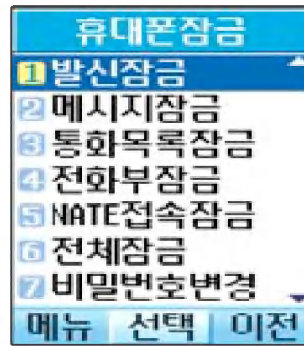 휴대폰잠금
1 발신잠금
2 메시지잠금
3 통화목록잠금
4 전화부잠금
5 NATE접속잠금
6 전체잠금
7 비밀번호변경
메뉴 선택 이전